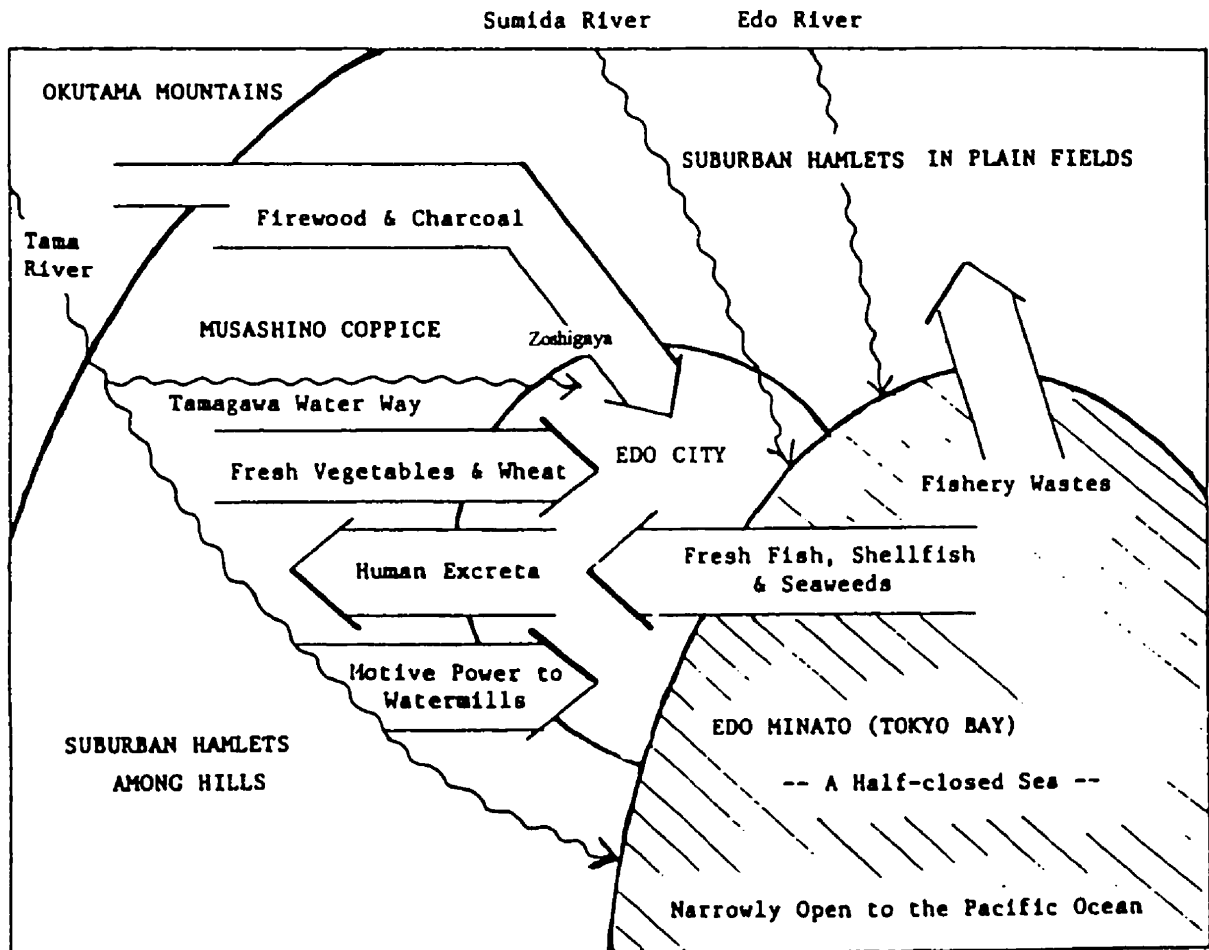 Sumida River
Edo River
OKUTAMA MOUNTAINS
SUBURBAN HAMLETS IN PLAIN FIELDS
Firewood & Charcoal
Tama
River
MUSASHINO COPPICE
Zoshigaya
Tamagawa Water Way
Fresh Vegetables & Wheat
EDO CITY
Fishery Wastes
Human Excreta
Fresh Fish, Shellfish
& Seaweeds
Motive Power to
Watermills
SUBURBAN HAMLETS
AMONG HILLS
EDO MINATO (TOKYO BAY)
-- A Half-closed Sea --
Narrowly Open to the Pacific Ocean